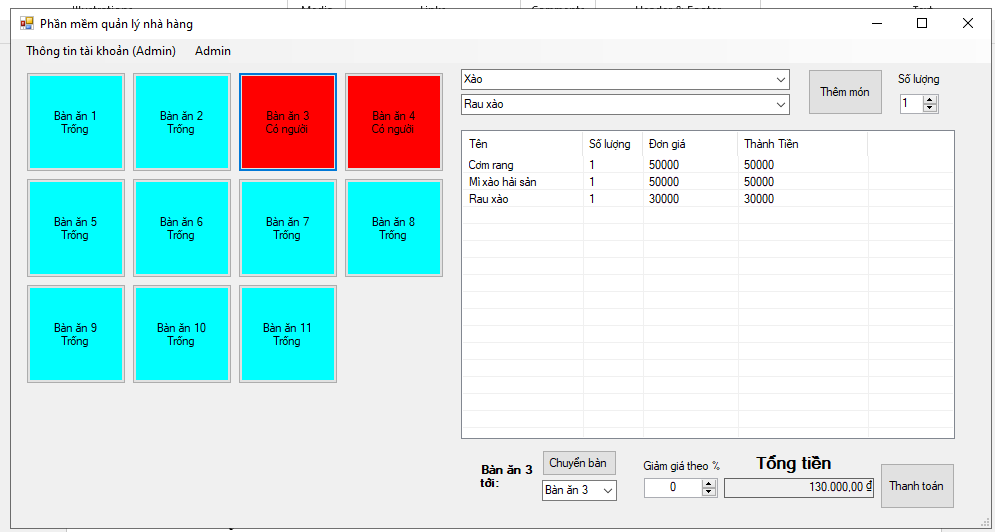 Phần mềm quản lý nhà hàng
Thông tin tài khoản (Admin) Admin
Bàn ăn 1
Trống
Bàn ăn 2
Trống
Bàn ăn 3
Có người
Bàn ăn 4
Có người
Bàn ăn 5
Trống
Bàn ăn 6
Trống
Bàn ăn 7
Trống
Bàn ăn 8
Trống
Bàn ăn 9
Trống
Bàn ăn 10
Trống
Bàn ăn 11
Trống
Xào
Rau xào
Thêm món
Số lượng
1
Tên Số lượng Đơn giá Thành Tiền
Cơm rang 1 50000 50000
Mì xào hải sản 1 50000 50000
Rau xào 1 30000 30000
Bàn ăn 3
tới:
Chuyển bàn
Bàn ăn 3
Giảm giá theo %
0
Tổng tiền
130.000,00 ₫
Thanh toán